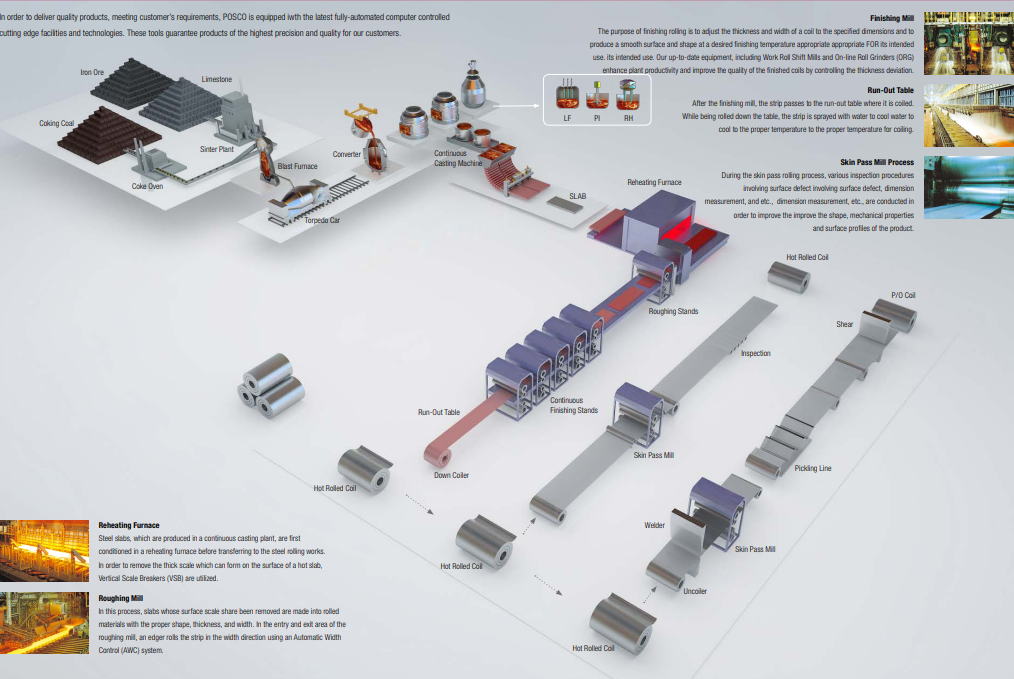 In order to deliver quality products, meeting customer's requirements, POSCO is equipped iwth the latest fully-automated computer controlled
cutting edge facilities and technologies. These tools guarantee products of the highest precision and quality for our customers.
Finishing Mill
The purpose of finishing rolling is to adjust the thickness and width of a coil to the specified dimensions and to
produce a smooth surface and shape at a desired finishing temperature appropriate appropriate FOR its intended
use. its intended use. Our up-to-date equipment, including Work Roll Shift Mills and On-line Roll Grinders (ORG)
enhance plant productivity and improve the quality of the finished coils by controlling the thickness deviation.
Run-Out Table
After the finishing mill, the strip passes to the run-out table where it is coiled.
While being rolled down the table, the strip is sprayed with water to cool water to
cool to the proper temperature to the proper temperature for coiling.
Skin Pass Mill Process
During the skin pass rolling process, various inspection procedures
involving surface defect involving surface defect, dimension
measurement, and etc., dimension measurement, etc., are conducted in
order to improve the improve the shape, mechanical properties
and surface profiles of the product.
Iron Ore
Limestone
Coking Coal
Sinter Plant
Coke Oven
Blast Furnace
Torpedo Car
Converter
Continuous
Casting Machine
LF
PI
RH
SLAB
Reheating Furnace
Roughing Stands
Continuous
Finishing Stands
Run-Out Table
Down Coiler
Hot Rolled Coil
Hot Rolled Coil
Hot Rolled Coil
Hot Rolled Coil
Inspection
Skin Pass Mill
P/O Coil
Shear
Pickling Line
Welder
Skin Pass Mill
Uncoiler
Reheating Furnace
Steel slabs, which are produced in a continuous casting plant, are first
conditioned in a reheating furnace before transferring to the steel rolling works.
In order to remove the thick scale which can form on the surface of a hot slab,
Vertical Scale Breakers (VSB) are utilized.
Roughing Mill
In this process, slabs whose surface scale share been removed are made into rolled
materials with the proper shape, thickness, and width. In the entry and exit area of the
roughing mill, an edger rolls the strip in the width direction using an Automatic Width
Control (AWC) system.